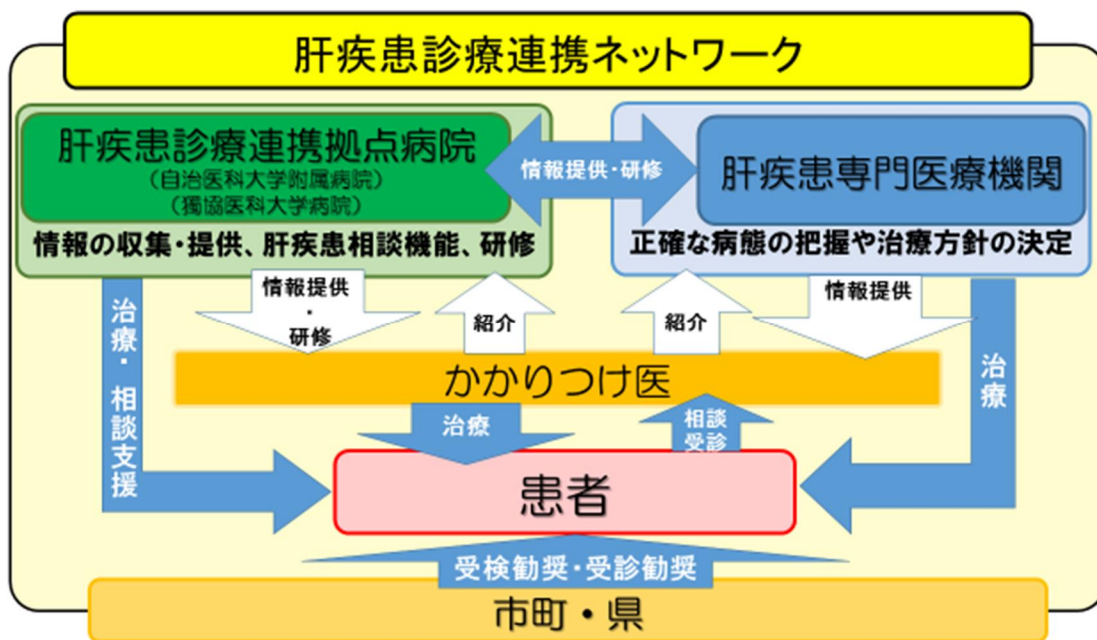 肝疾患診療連携ネットワーク
肝疾患診療連携拠点病院
（自治医科大学附属病院）
（獨協医科大学病院）
情報の収集・提供、肝疾患相談機能、研修
情報提供・研修
肝疾患専門医療機関
正確な病態の把握や治療方針の決定
治療・相談支援
情報提供
・
研修
紹介
紹介
情報提供
治療
かかりつけ医
治療
相談
受診
患者
受検勧奨・受診勧奨
市町・県